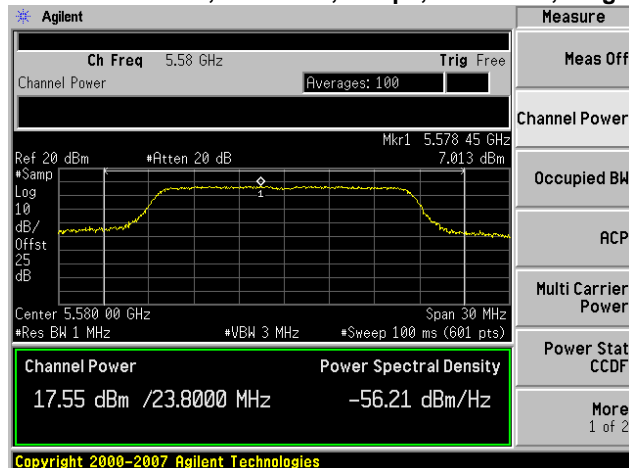 Agilent
Measure
Ch Freq 5.58 GHz Trig Free
Channel Power Averages: 100
Mkr1 5.578 45 GHz
Ref 20 dBm #Atten 20 dB 7.013 dBm
#Samp
Log
10
dB/
Offst
25
dB
1
Center 5.580 00 GHz Span 30 MHz
#Res BW 1 MHz #VBW 3 MHz #Sweep 100 ms (601 pts)
Channel Power Power Spectral Density
17.55 dBm /23.8000 MHz -56.21 dBm/Hz
Meas Off
Channel Power
Occupied BW
ACP
Multi Carrier
Power
Power Stat
CCDF
More
1 of 2
Copyright 2000-2007 Agilent Technologies